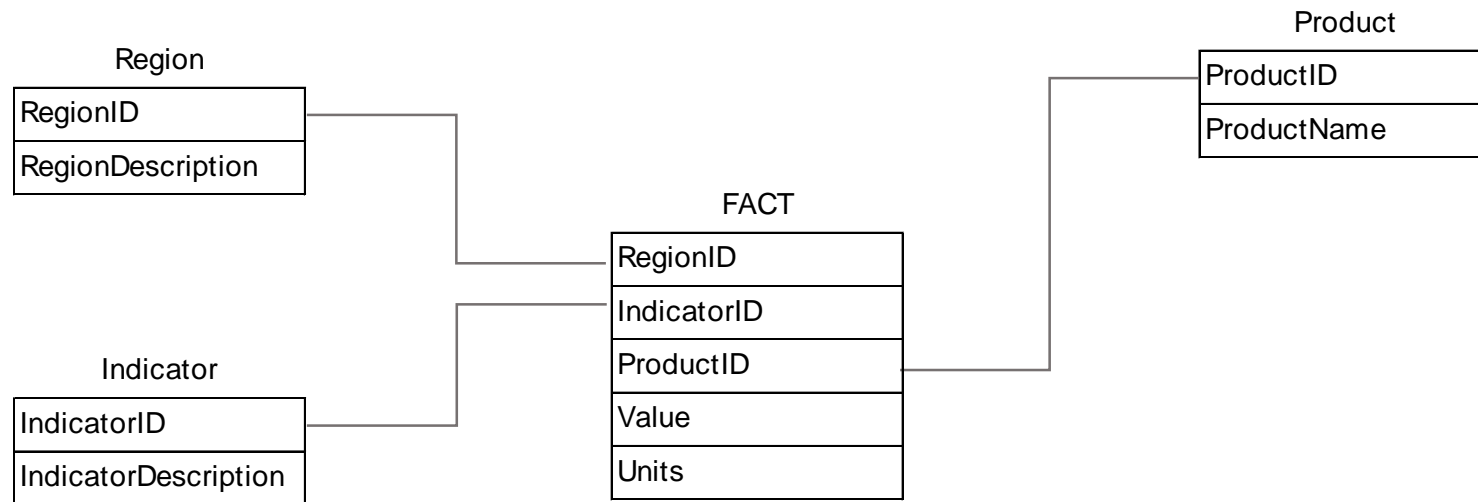 Region
RegionID
RegionDescription
Indicator
IndicatorID
IndicatorDescription
FACT
RegionID
IndicatorID
ProductID
Value
Units
Product
ProductID
ProductName